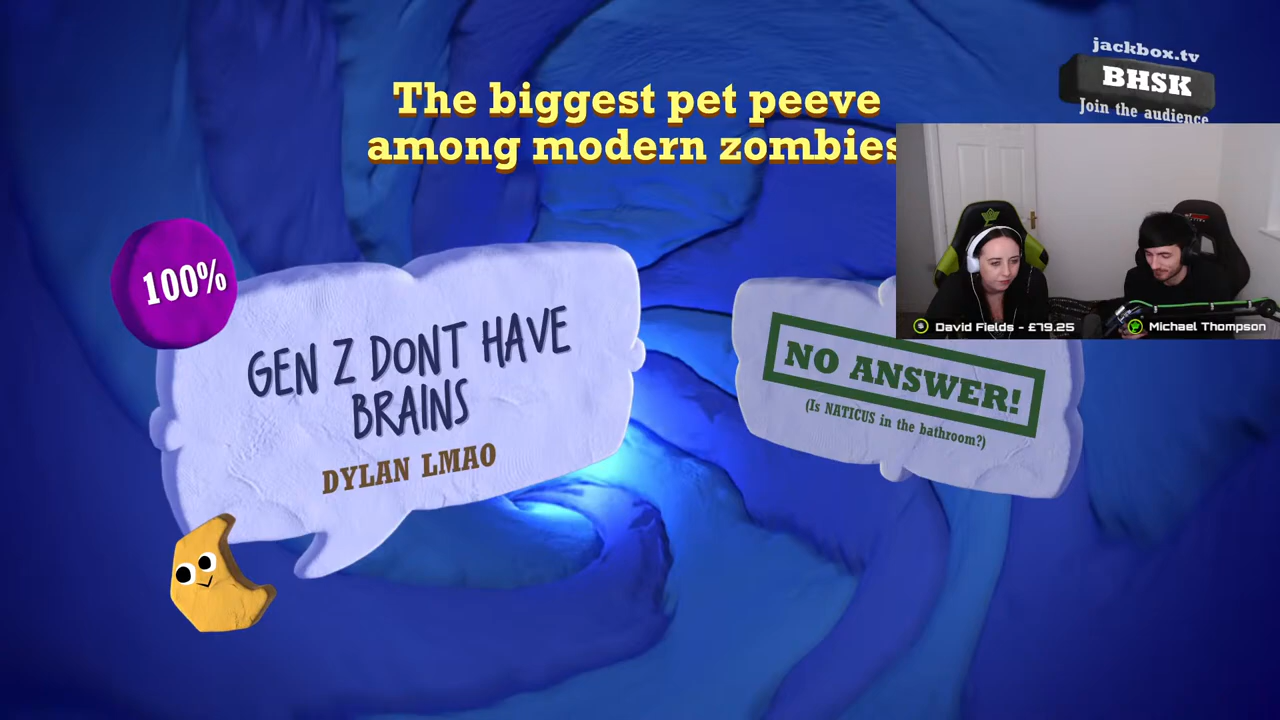 jackbox.tv
BHSK
Join the audience
The biggest pet peeve
among modern zombies
100%
GEN Z DONT HAVE
BRAINS
DYLAN LMAO
NO ANSWER!
(Is NATICUS in the bathroom?)
David Fields - £79.25
Michael Thompson